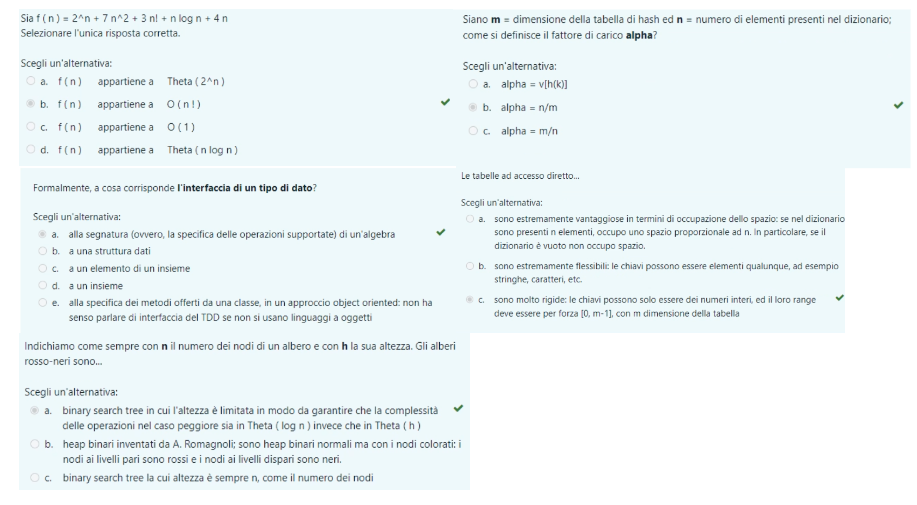 Sia f ( n ) = 2^n + 7 n^2 + 3 n! + n log n + 4 n
Selezionare l'unica risposta corretta.
Scegli un'alternativa:
a. f ( n ) appartiene a Theta ( 2^n )
b. f ( n ) appartiene a O ( n ! )
c. f ( n ) appartiene a O ( 1 )
d. f ( n ) appartiene a Theta ( n log n )
Siano m = dimensione della tabella di hash ed n = numero di elementi presenti nel dizionario;
come si definisce il fattore di carico alpha?
Scegli un'alternativa:
a. alpha = v[h(k)]
b. alpha = n/m
c. alpha = m/n
Formalmente, a cosa corrisponde l'interfaccia di un tipo di dato?
Scegli un'alternativa:
a. alla segnatura (ovvero, la specifica delle operazioni supportate) di un'algebra
b. a una struttura dati
c. a un elemento di un insieme
d. a un insieme
e. alla specifica dei metodi offerti da una classe, in un approccio object oriented: non ha
senso parlare di interfaccia del TDD se non si usano linguaggi a oggetti
Le tabelle ad accesso diretto...
Scegli un'alternativa:
a. sono estremamente vantaggiose in termini di occupazione dello spazio: se nel dizionario
sono presenti n elementi, occupo uno spazio proporzionale ad n. In particolare, se il
dizionario è vuoto non occupo spazio.
b. sono estremamente flessibili: le chiavi possono essere elementi qualunque, ad esempio
stringhe, caratteri, etc.
c. sono molto rigide: le chiavi possono solo essere dei numeri interi, ed il loro range
deve essere per forza [0, m-1], con m dimensione della tabella
Indichiamo come sempre con n il numero dei nodi di un albero e con h la sua altezza. Gli alberi
rosso-neri sono...
Scegli un'alternativa:
a. binary search tree in cui l'altezza è limitata in modo da garantire che la complessità
delle operazioni nel caso peggiore sia in Theta ( log n ) invece che in Theta ( h )
b. heap binari inventati da A. Romagnoli; sono heap binari normali ma con i nodi colorati: i
nodi ai livelli pari sono rossi e i nodi ai livelli dispari sono neri.
c. binary search tree la cui altezza è sempre n, come il numero dei nodi